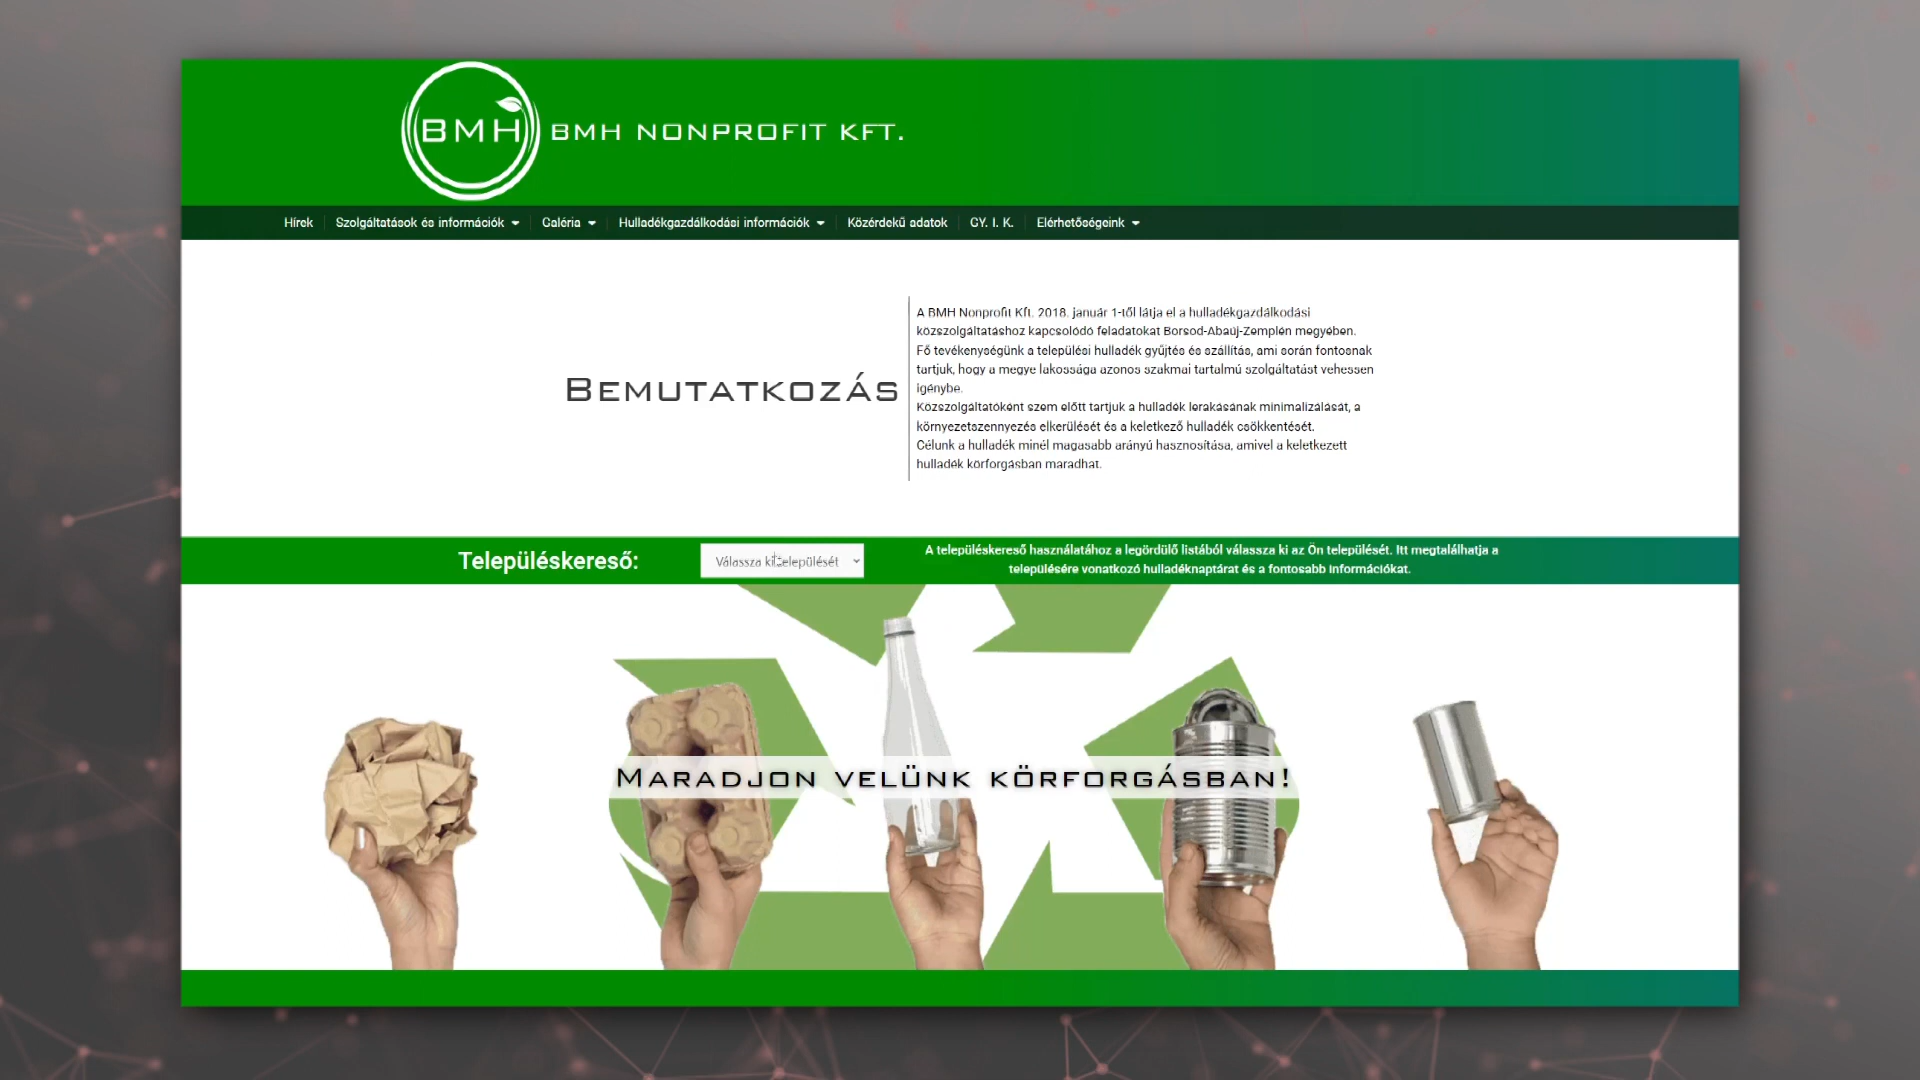 BMH
BMH NONPROFIT KFT.
Hírek
Szolgáltatások és információk
Galéria
Hulladékgazdálkodási információk
Közérdekű adatok
GY. I. K.
Elérhetőségeink
BEMUTATKOZÁS
A BMH Nonprofit Kft. 2018. január 1-től látja el a hulladékgazdálkodási
közszolgáltatáshoz kapcsolódó feladatokat Borsod-Abaúj-Zemplén megyében.
Fő tevékenységünk a települési hulladék gyűjtés és szállítás, ami során fontosnak
tartjuk, hogy a megye lakossága azonos szakmai tartalmú szolgáltatást vehessen
igénybe.
Közszolgáltatóként szem előtt tartjuk a hulladék lerakásának minimalizálását, a
környezetszennyezés elkerülését és a keletkező hulladék csökkentését.
Célunk a hulladék minél magasabb arányú hasznosítása, amivel a keletkezett
hulladék körforgásban maradhat.
Településkereső:
Válassza ki települését
A településkereső használatához a legördülő listából válassza ki az Ön települését. Itt megtalálhatja a
településére vonatkozó hulladéknaptárat és a fontosabb információkat.
MARADJON VELÜNK KÖRFORGÁSBAN!